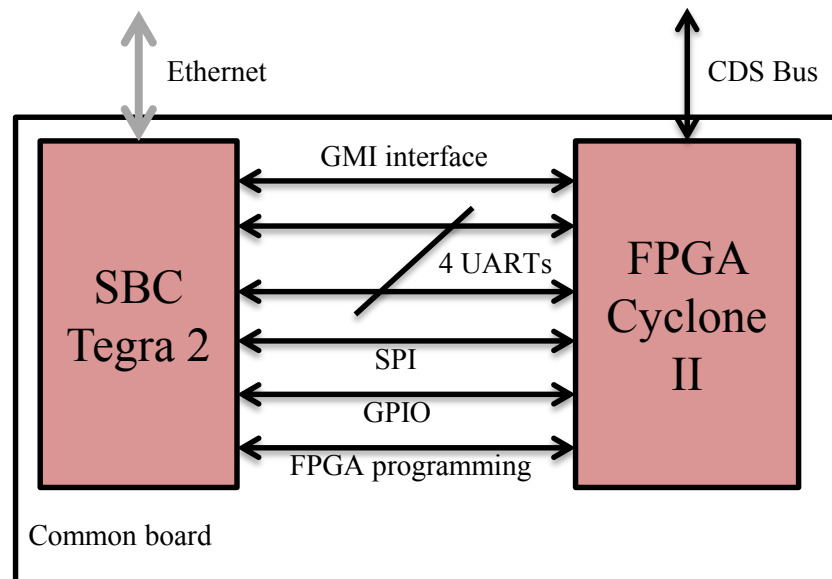 Ethernet
CDS Bus
GMI interface
4 UARTs
SBC
Tegra 2
FPGA
Cyclone
II
SPI
GPIO
FPGA programming
Common board